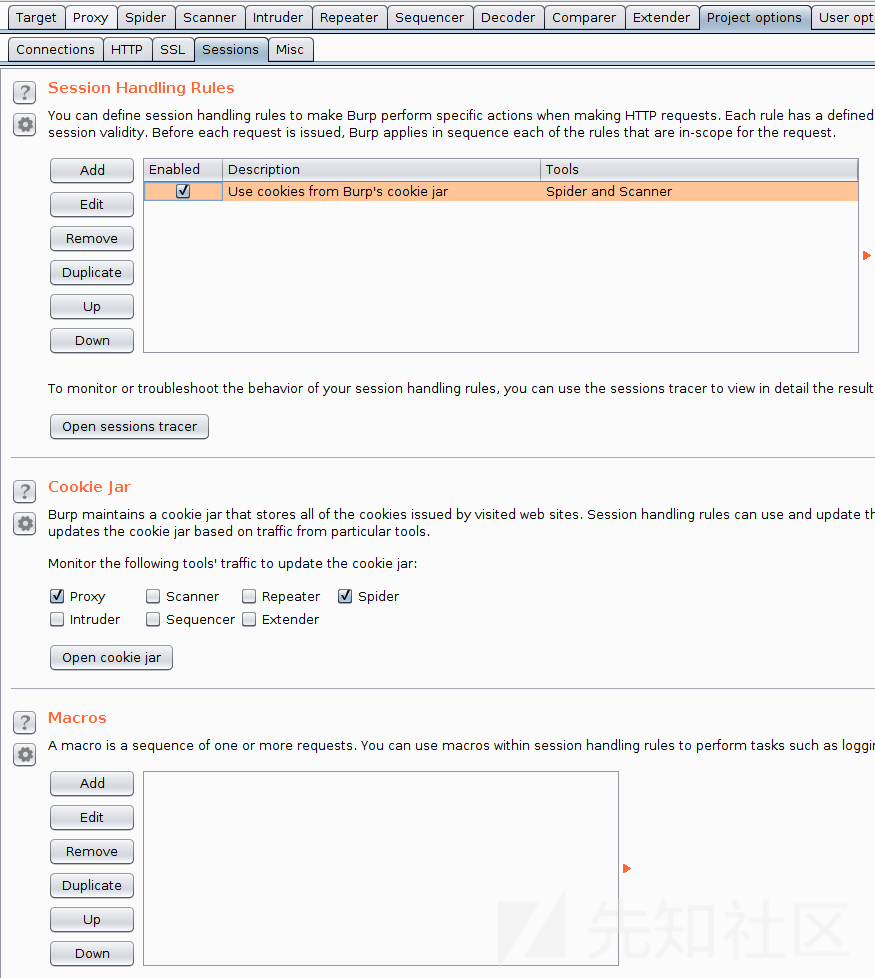 Target Proxy Spider Scanner Intruder Repeater Sequencer Decoder Comparer Extender Project options User opt
Connections HTTP SSL Sessions Misc
? Session Handling Rules
You can define session handling rules to make Burp perform specific actions when making HTTP requests. Each rule has a defined
session validity. Before each request is issued, Burp applies in sequence each of the rules that are in-scope for the request.
Add Enabled Description Tools
Use cookies from Burp's cookie jar Spider and Scanner
Edit
Remove
Duplicate
Up
Down
To monitor or troubleshoot the behavior of your session handling rules, you can use the sessions tracer to view in detail the result
Open sessions tracer
? Cookie Jar
Burp maintains a cookie jar that stores all of the cookies issued by visited web sites. Session handling rules can use and update th
updates the cookie jar based on traffic from particular tools.
Monitor the following tools' traffic to update the cookie jar:
Proxy Scanner Repeater Spider
Intruder Sequencer Extender
Open cookie jar
? Macros
A macro is a sequence of one or more requests. You can use macros within session handling rules to perform tasks such as loggin
Add
Edit
Remove
Duplicate
Up
Down
先知社区